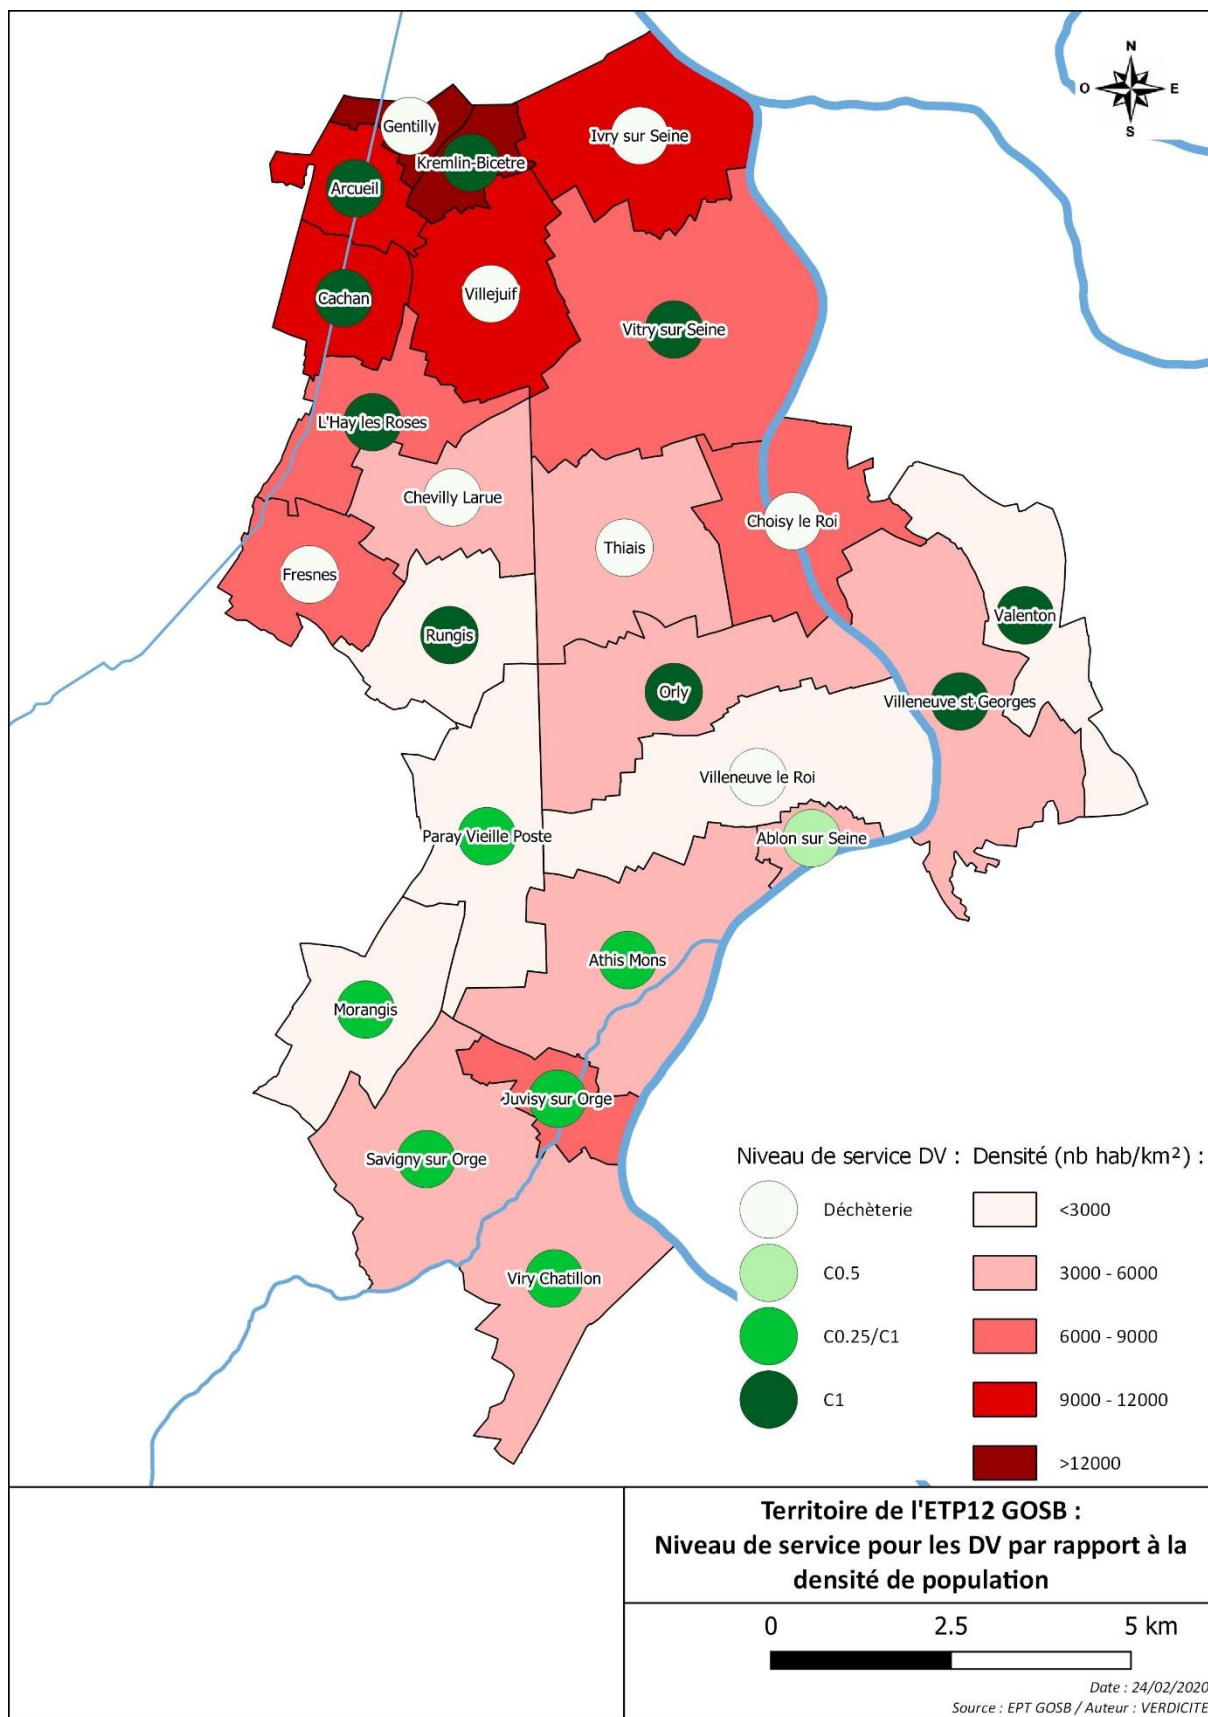 N
O
E
S
Gentilly
Ivry sur Seine
Kremlin-Bicetre
Arcueil
Cachan
Villejuif
Vitry sur Seine
L'Hay les Roses
Chevilly Larue
Choisy le Roi
Thiais
Fresnes
Valenton
Rungis
Orly
Villeneuve st Georges
Villeneuve le Roi
Paray Vieille Poste
Ablon sur Seine
Athis Mons
Morangis
Juvisy sur Orge
Savigny sur Orge
Viry Chatillon
Niveau de service DV :
Déchèterie
C0.5
C0.25/C1
C1
Densité (nb hab/km²) :
<3000
3000 - 6000
6000 - 9000
9000 - 12000
>12000
Territoire de l'ETP12 GOSB :
Niveau de service pour les DV par rapport à la
densité de population
0 2.5 5 km
Date : 24/02/2020
Source : EPT GOSB / Auteur : VERDICITE